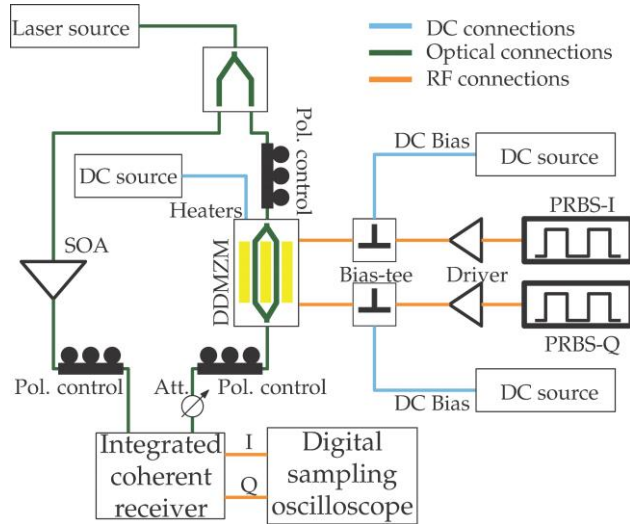 Laser source
DC connections
Optical connections
RF connections
Pol. control
DC Bias
DC source
DC source
Heaters
PRBS-I
SOA
DDMZM
Bias-tee
Driver
PRBS-Q
Pol. control
Att.
Pol. control
DC Bias
DC source
Integrated
coherent
receiver
I
Q
Digital
sampling
oscilloscope